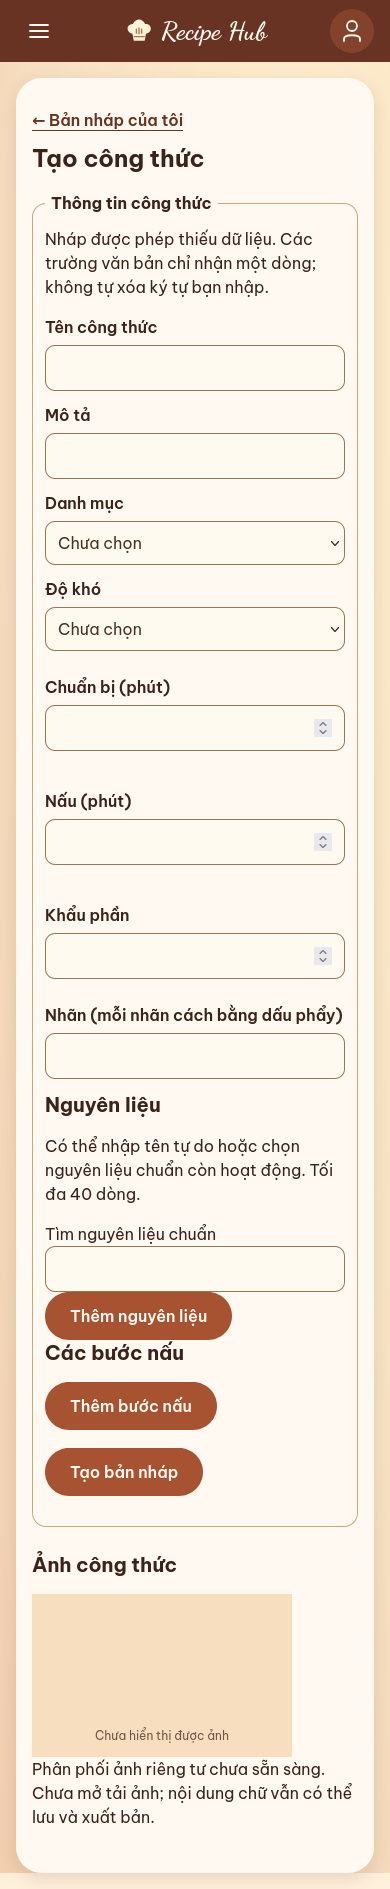 Recipe Hub
← Bản nháp của tôi
Tạo công thức
Thông tin công thức
Nháp được phép thiếu dữ liệu. Các
trường văn bản chỉ nhận một dòng;
không tự xóa ký tự bạn nhập.
Tên công thức
Mô tả
Danh mục
Chưa chọn
Độ khó
Chưa chọn
Chuẩn bị (phút)
Nấu (phút)
Khẩu phần
Nhãn (mỗi nhãn cách bằng dấu phẩy)
Nguyên liệu
Có thể nhập tên tự do hoặc chọn
nguyên liệu chuẩn còn hoạt động. Tối
đa 40 dòng.
Tìm nguyên liệu chuẩn
Thêm nguyên liệu
Các bước nấu
Thêm bước nấu
Tạo bản nháp
Ảnh công thức
Chưa hiển thị được ảnh
Phân phối ảnh riêng tư chưa sẵn sàng.
Chưa mở tải ảnh; nội dung chữ vẫn có thể
lưu và xuất bản.